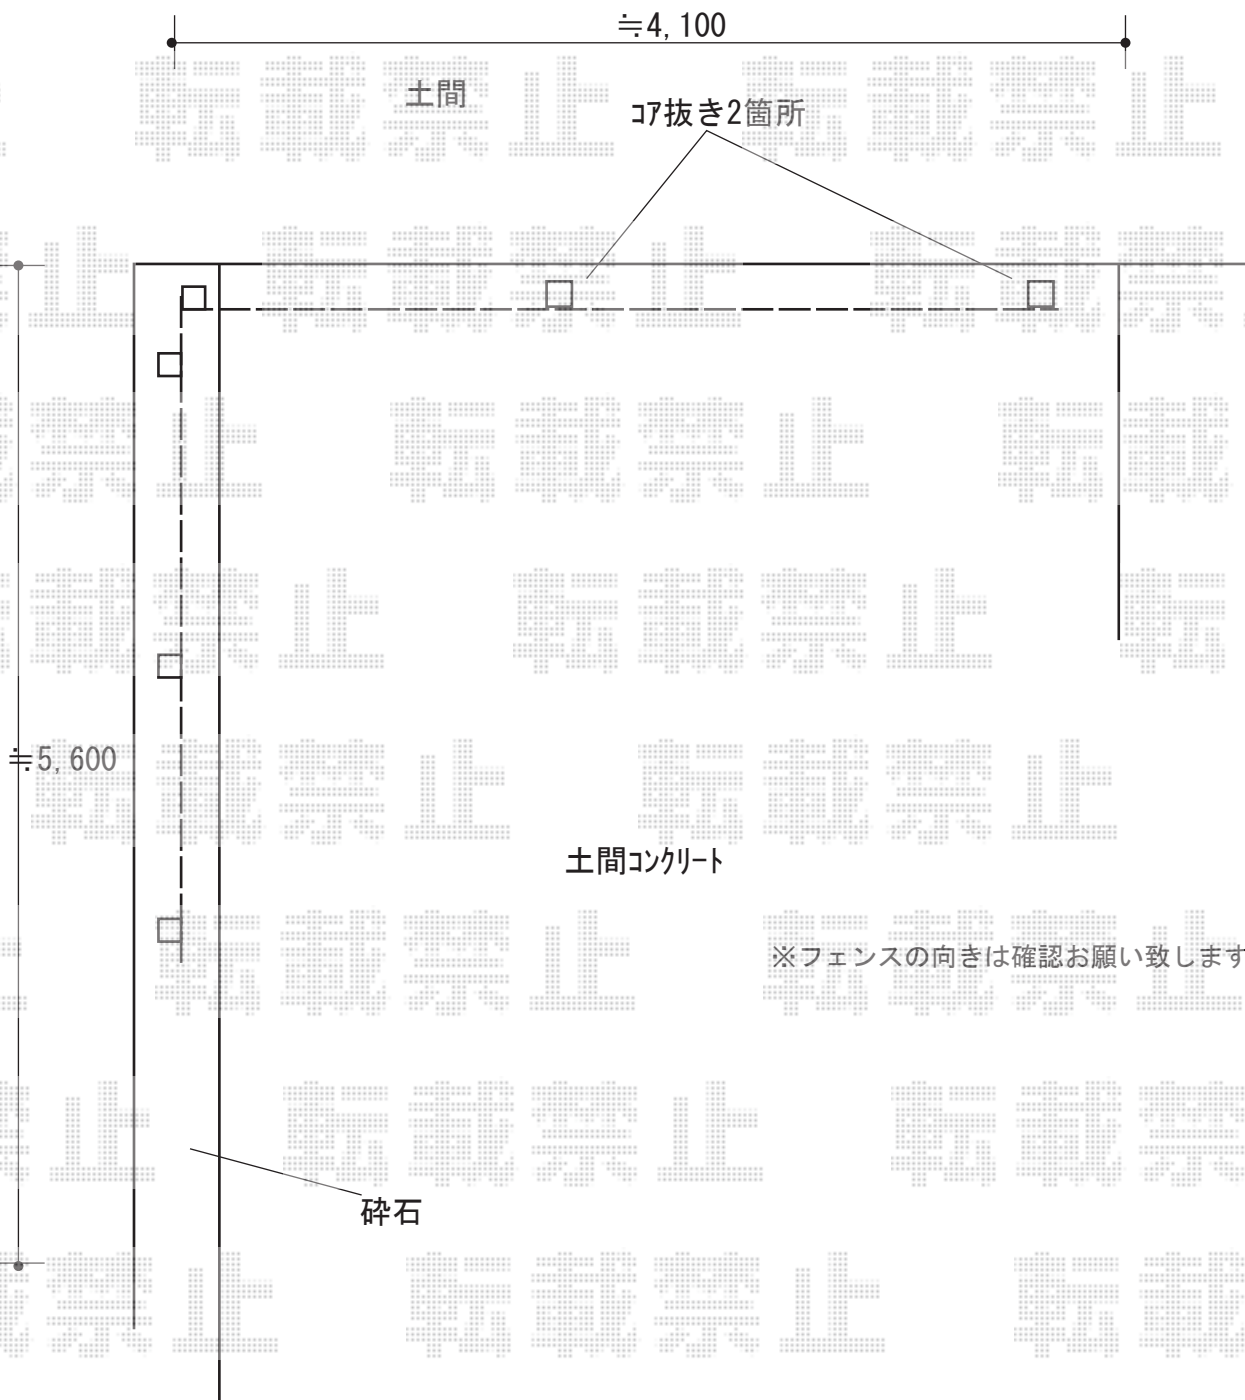 ≒4,100
土間
コア抜き2箇所
≒5,600
土間コンクリート
※フェンスの向きは確認お願い致します
砕石
転載禁止